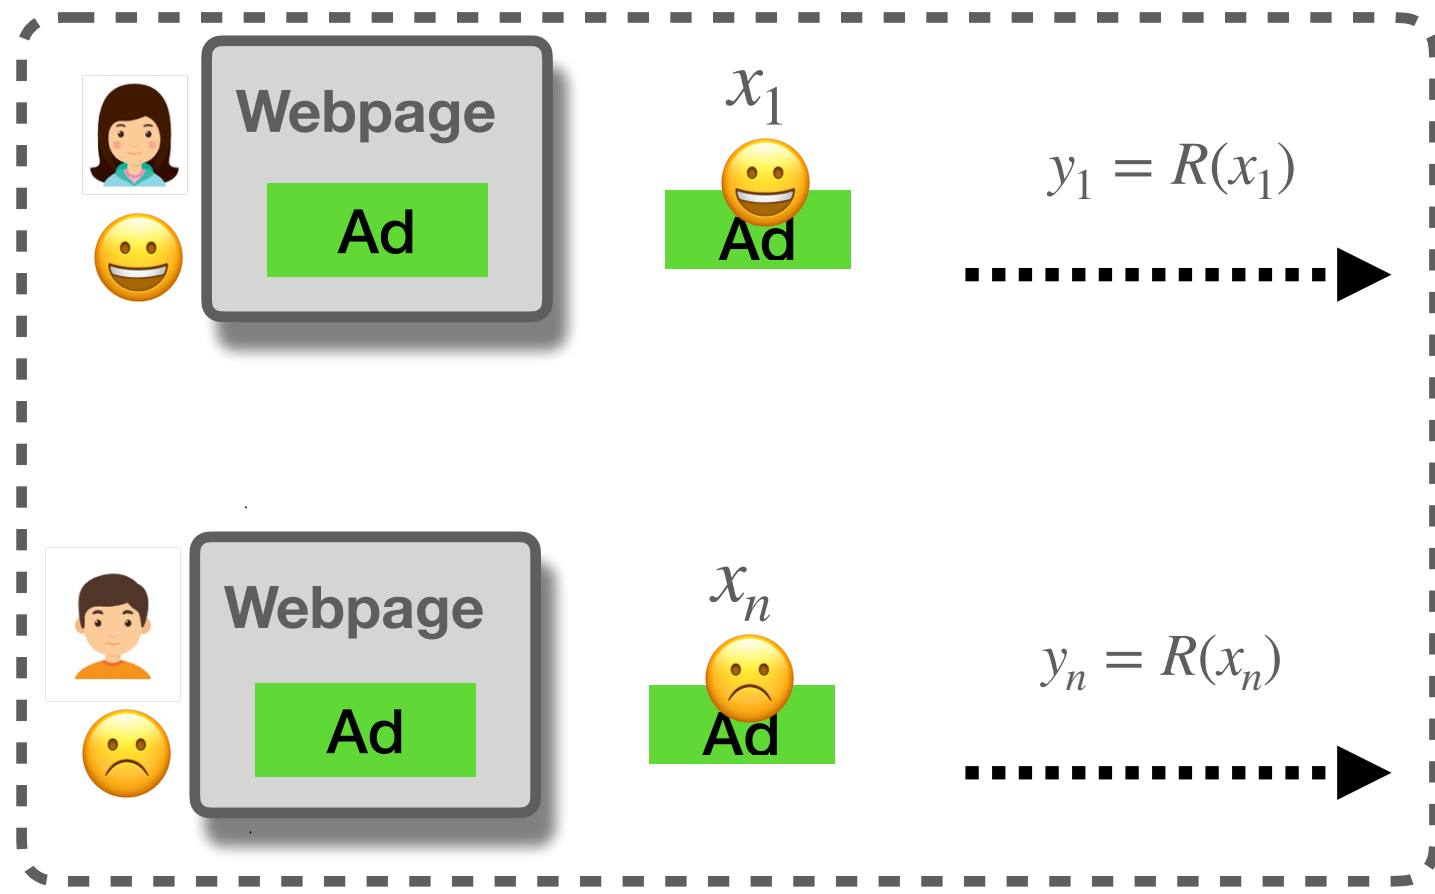 Webpage
Ad
x₁
Ad
y₁ = R(x₁)
Webpage
Ad
xₙ
Ad
yₙ = R(xₙ)